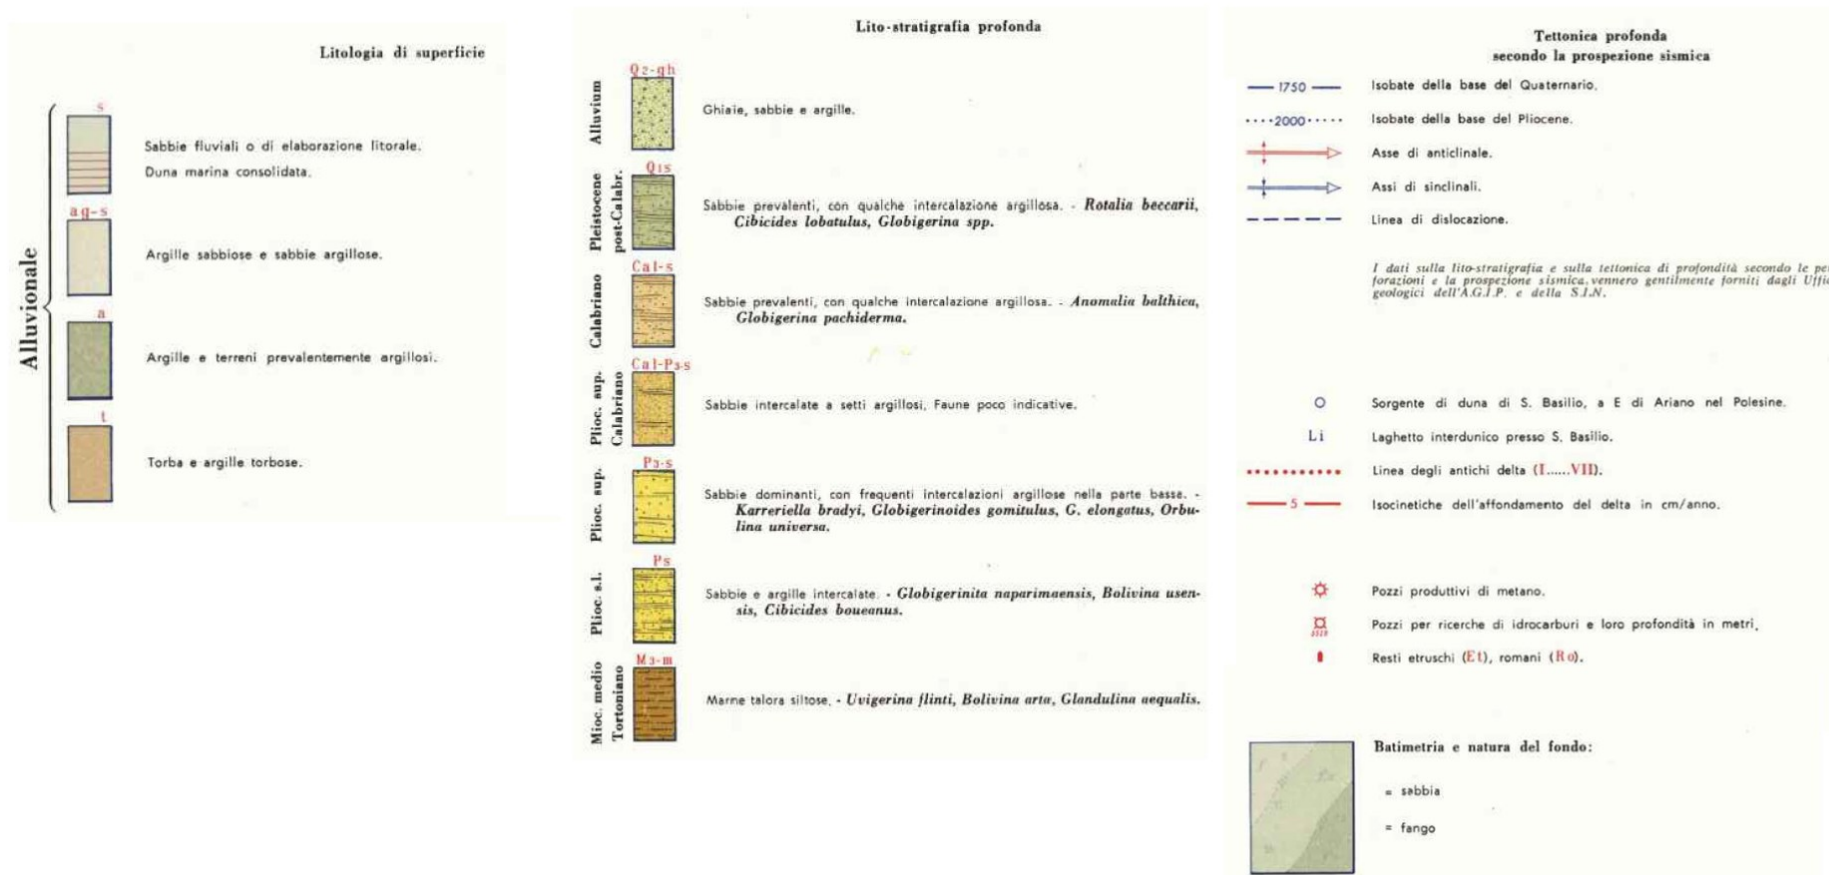 Litologia di superficie
Alluvionale
s
Sabbie fluviali o di elaborazione litorale.
Duna marina consolidata.
ag-s
Argille sabbiose e sabbie argillose.
a
Argille e terreni prevalentemente argillosi.
t
Torba e argille torbose.
Lito-stratigrafia profonda
Alluvium
Q2-gh
Ghiaie, sabbie e argille.
Pleistocene
post-Calabr.
Q1s
Sabbie prevalenti, con qualche intercalazione argillosa. - Rotalia beccarii,
Cibicides lobatulus, Globigerina spp.
Calabriano
Cal-s
Sabbie prevalenti, con qualche intercalazione argillosa. - Anomalia balthica,
Globigerina pachiderma.
Plioc. sup.
Calabriano
Cal-P3-s
Sabbie intercalate a setti argillosi. Faune poco indicative.
Plioc. sup.
P3-s
Sabbie dominanti, con frequenti intercalazioni argillose nella parte bassa. -
Karreriella bradyi, Globigerinoides gomitulus, G. elongatus, Orbu-
lina universa.
Plioc. s.l.
Ps
Sabbie e argille intercalate. - Globigerinita naparimaensis, Bolivina usen-
sis, Cibicides boueanus.
Mioc. medio
Tortoniano
M3-m
Marne talora siltose. - Uvigerina flinti, Bolivina arta, Glandulina aequalis.
Tettonica profonda
secondo la prospezione sismica
1750 Isobate della base del Quaternario.
2000 Isobate della base del Pliocene.
Asse di anticlinale.
Assi di sinclinali.
Linea di dislocazione.
I dati sulla lito-stratigrafia e sulla tettonica di profondità secondo le per
forazioni e la prospezione sismica vennero gentilmente forniti dagli Uffic
geologici dell'A.G.I.P. e della S.I.N.
Sorgente di duna di S. Basilio, a E di Ariano nel Polesine.
Li Laghetto interdunico presso S. Basilio.
Linea degli antichi delta (I......VII).
5 Isocinetiche dell'affondamento del delta in cm/anno.
Pozzi produttivi di metano.
Pozzi per ricerche di idrocarburi e loro profondità in metri.
Resti etruschi (Et), romani (Ro).
Batimetria e natura del fondo:
= sabbia
= fango